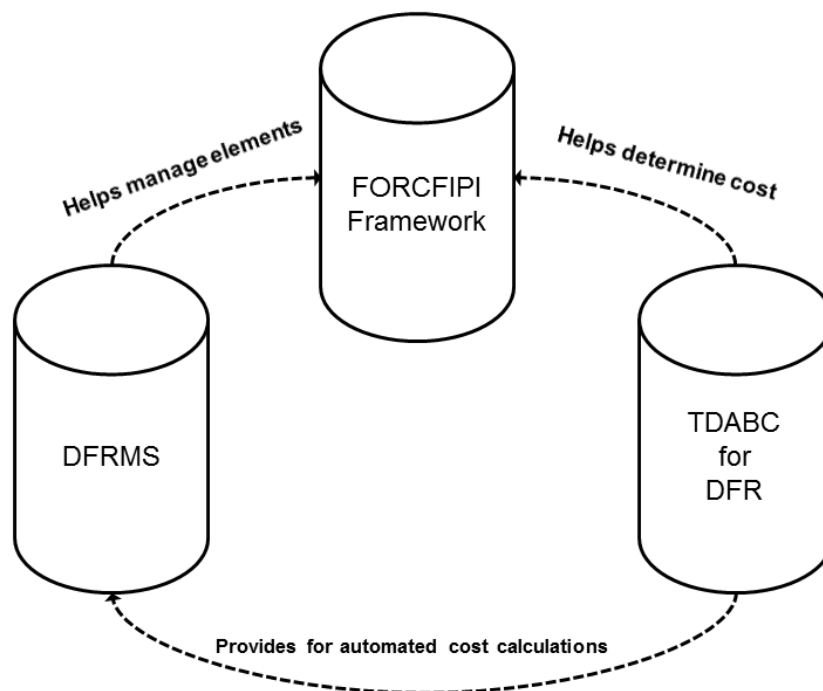 Helps manage elements
Helps determine cost
FORCFIPI
Framework
DFRMS
TDABC
for
DFR
Provides for automated cost calculations